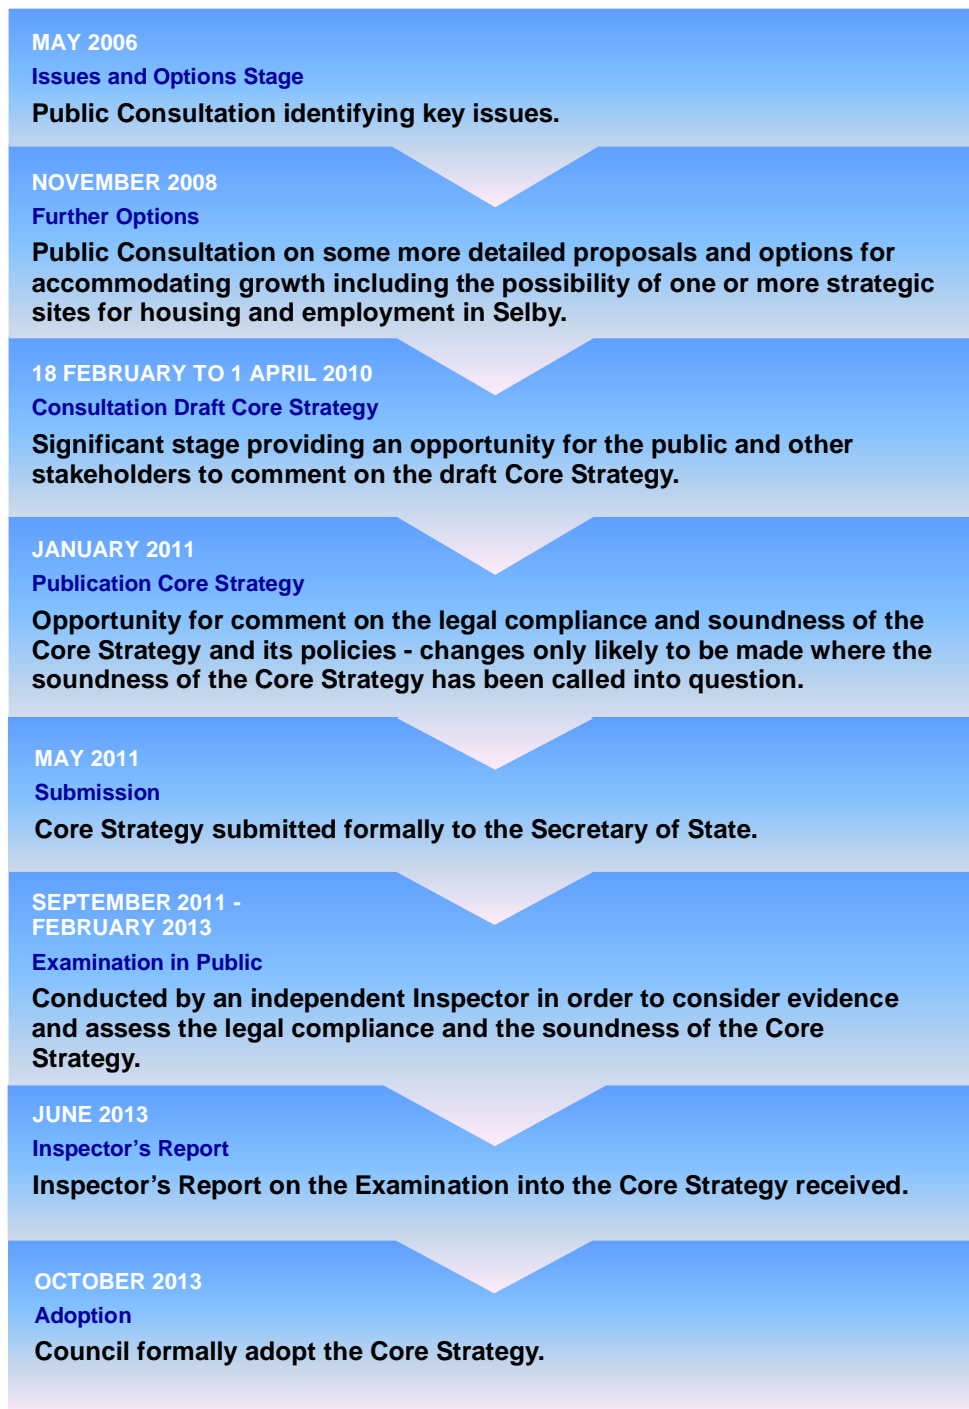 MAY 2006
Issues and Options Stage
Public Consultation identifying key issues.
NOVEMBER 2008
Further Options
Public Consultation on some more detailed proposals and options for
accommodating growth including the possibility of one or more strategic
sites for housing and employment in Selby.
18 FEBRUARY TO 1 APRIL 2010
Consultation Draft Core Strategy
Significant stage providing an opportunity for the public and other
stakeholders to comment on the draft Core Strategy.
JANUARY 2011
Publication Core Strategy
Opportunity for comment on the legal compliance and soundness of the
Core Strategy and its policies - changes only likely to be made where the
soundness of the Core Strategy has been called into question.
MAY 2011
Submission
Core Strategy submitted formally to the Secretary of State.
SEPTEMBER 2011 -
FEBRUARY 2013
Examination in Public
Conducted by an independent Inspector in order to consider evidence
and assess the legal compliance and the soundness of the Core
Strategy.
JUNE 2013
Inspector’s Report
Inspector’s Report on the Examination into the Core Strategy received.
OCTOBER 2013
Adoption
Council formally adopt the Core Strategy.